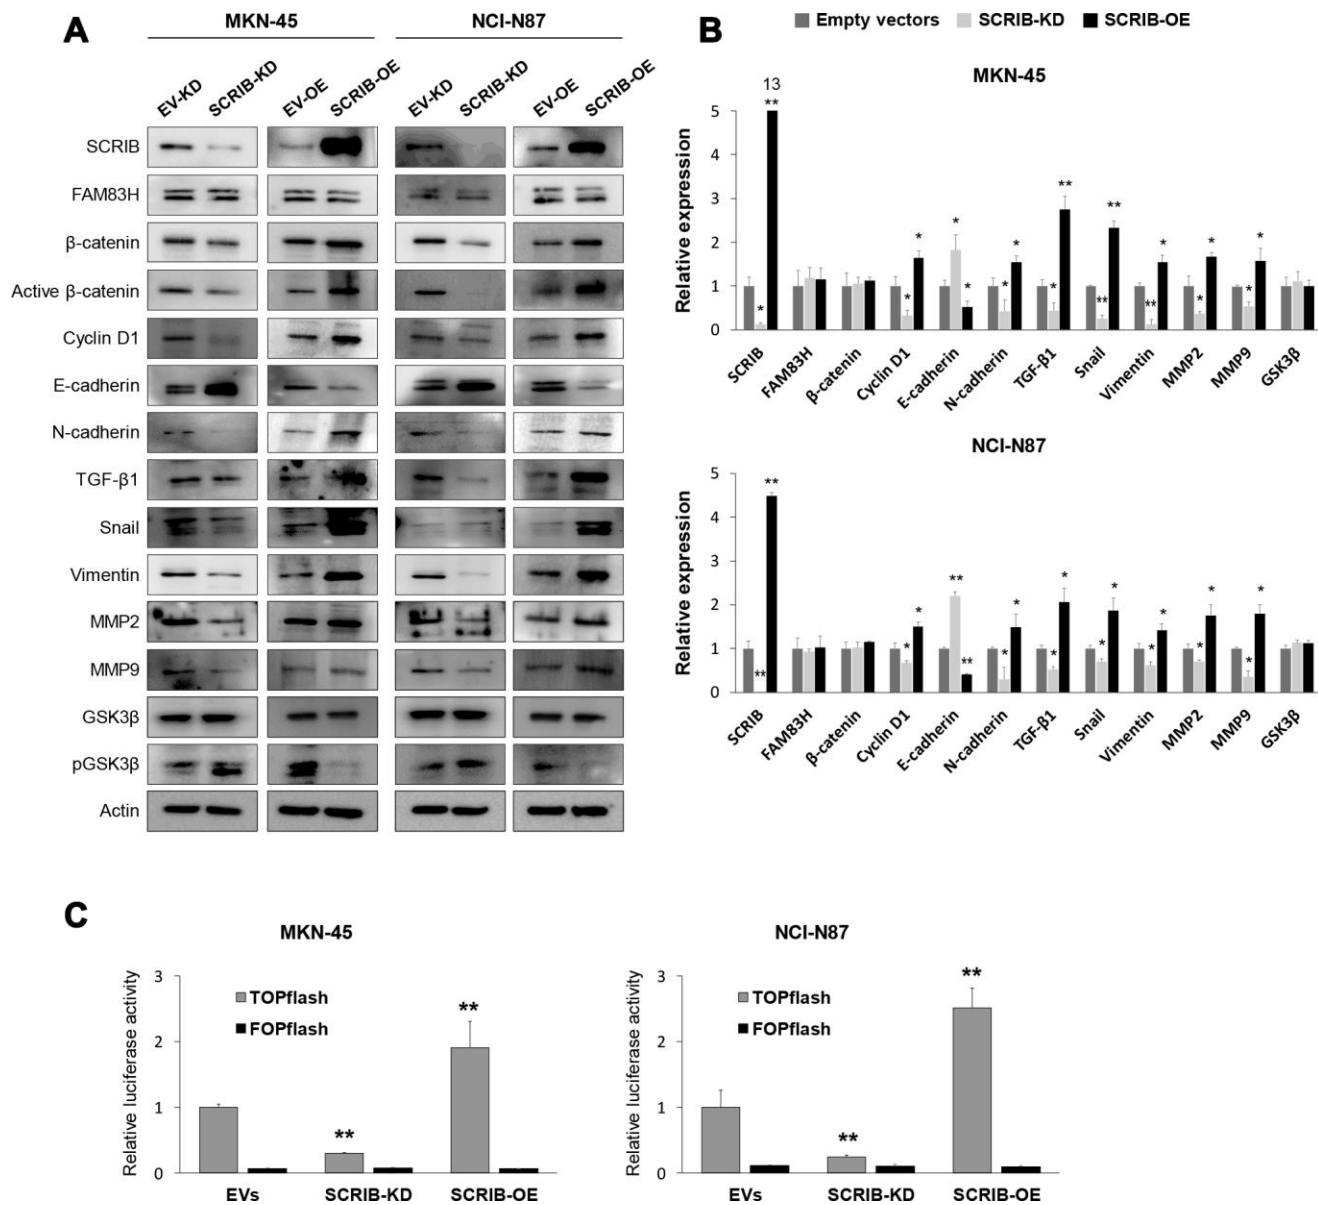 A
MKN-45
NCI-N87
EV-KD
SCRIB-KD
EV-OE
SCRIB-OE
EV-KD
SCRIB-KD
EV-OE
SCRIB-OE
SCRIB
FAM83H
β-catenin
Active β-catenin
Cyclin D1
E-cadherin
N-cadherin
TGF-β1
Snail
Vimentin
MMP2
MMP9
GSK3β
pGSK3β
Actin
B
Empty vectors
SCRIB-KD
SCRIB-OE
MKN-45
Relative expression
5
4
3
2
1
0
13
**
*
*
*
*
*
*
*
*
**
**
**
*
**
*
*
*
*
SCRIB
FAM83H
β-catenin
Cyclin D1
E-cadherin
N-cadherin
TGF-β1
Snail
Vimentin
MMP2
MMP9
GSK3β
NCI-N87
Relative expression
5
4
3
2
1
0
**
**
*
*
**
**
*
*
*
*
*
*
*
*
*
*
*
*
SCRIB
FAM83H
β-catenin
Cyclin D1
E-cadherin
N-cadherin
TGF-β1
Snail
Vimentin
MMP2
MMP9
GSK3β
C
MKN-45
Relative luciferase activity
3
2
1
0
TOPflash
FOPflash
**
**
EVs
SCRIB-KD
SCRIB-OE
NCI-N87
Relative luciferase activity
3
2
1
0
TOPflash
FOPflash
**
**
EVs
SCRIB-KD
SCRIB-OE